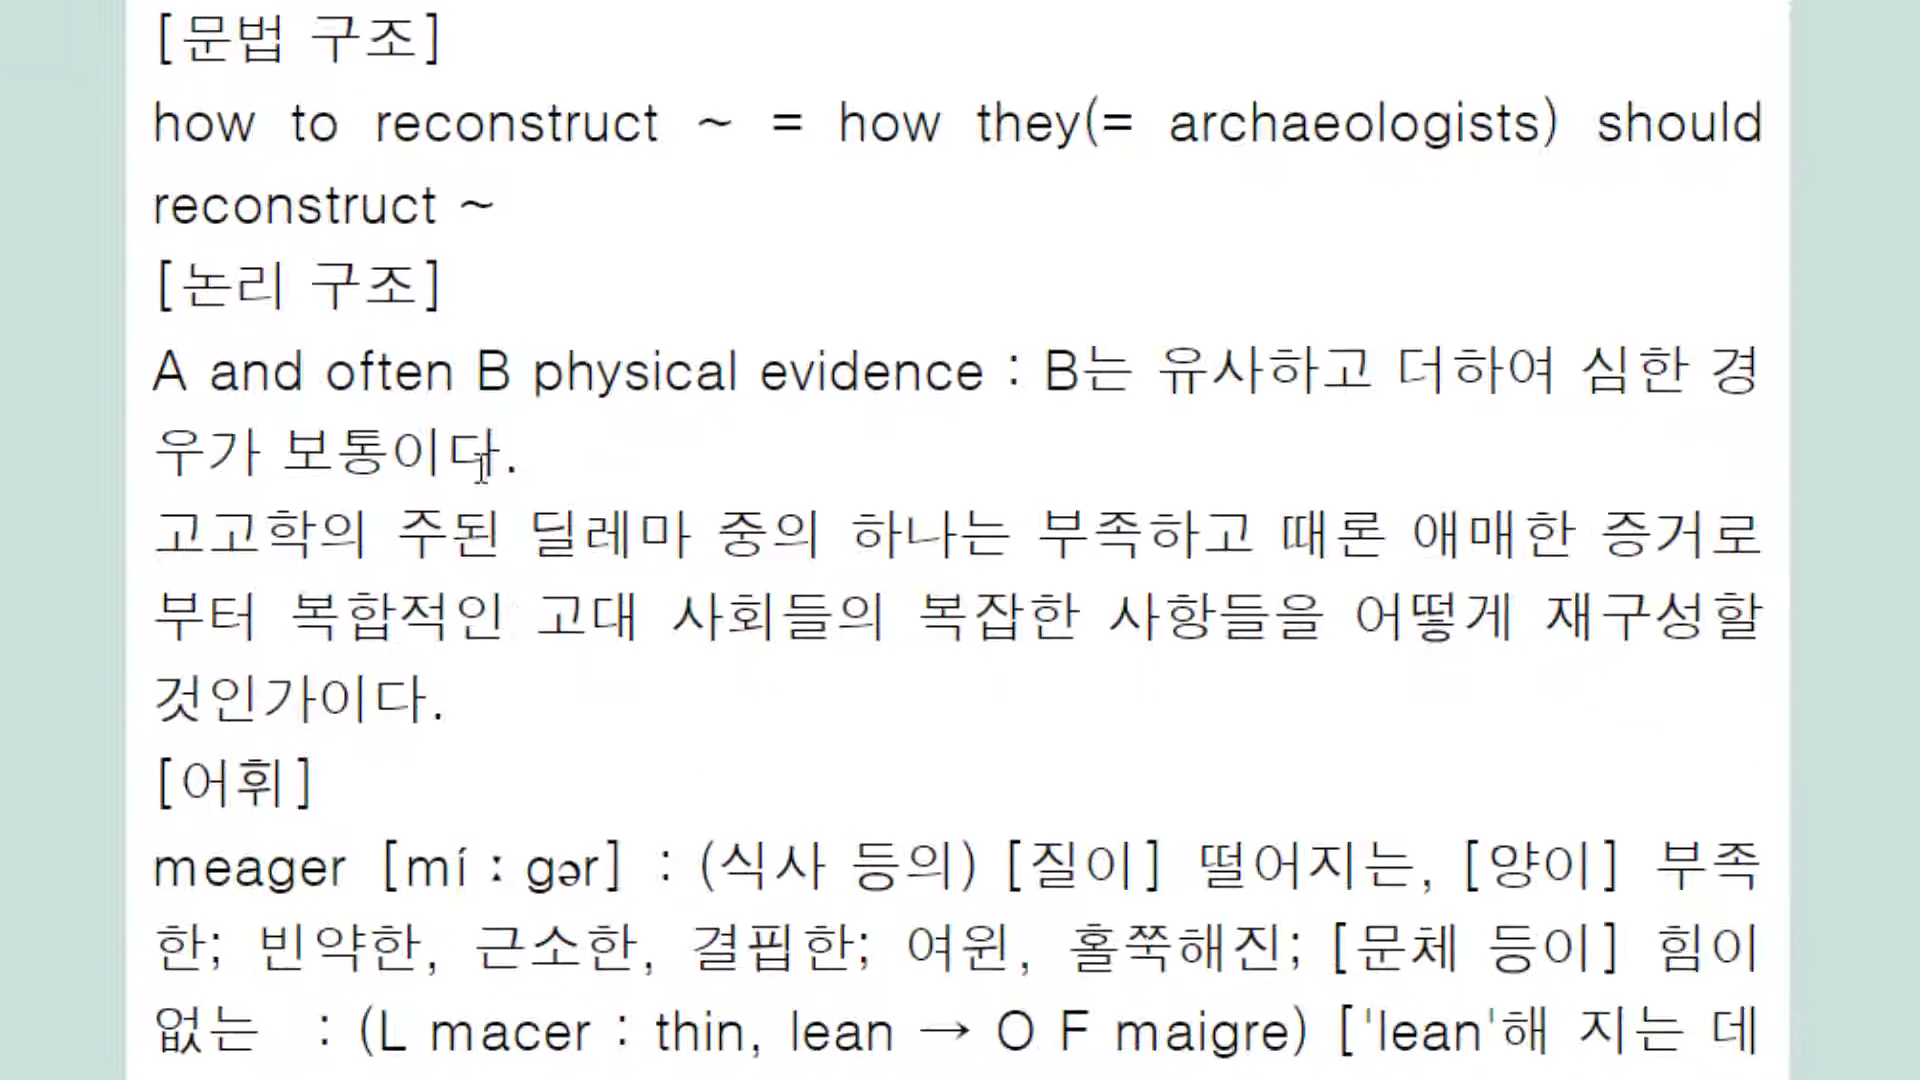 [문법 구조]
how to reconstruct ~ = how they(= archaeologists) should
reconstruct ~
[논리 구조]
A and often B physical evidence : B는 유사하고 더하여 심한 경
우가 보통이다.
고고학의 주된 딜레마 중의 하나는 부족하고 때론 애매한 증거로
부터 복합적인 고대 사회들의 복잡한 사항들을 어떻게 재구성할
것인가이다.
[어휘]
meager [míːgər] : (식사 등의) [질이] 떨어지는, [양이] 부족
한; 빈약한, 근소한, 결핍한; 여윈, 홀쭉해진; [문체 등이] 힘이
없는 : (L macer : thin, lean → O F maigre) ['lean'해 지는 데